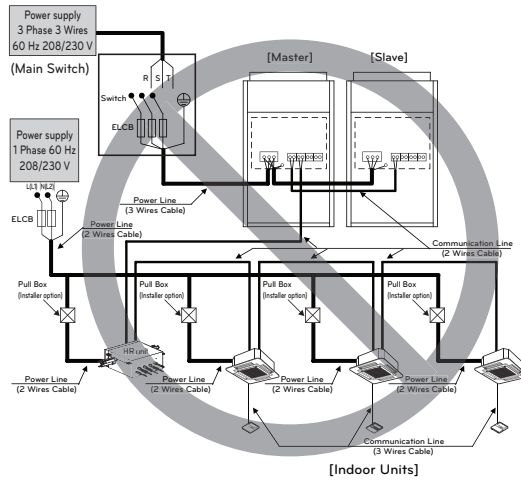 Power supply
3 Phase 3 Wires
60 Hz 208/230 V
(Main Switch)
R S T
Switch
ELCB
[Master]
[Slave]
Power supply
1 Phase 60 Hz
208/230 V
L(L1) N(L2)
ELCB
Power Line
(2 Wires Cable)
Power Line
(3 Wires Cable)
Communication Line
(2 Wires Cable)
Pull Box
(Installer option)
Pull Box
(Installer option)
Pull Box
(Installer option)
Pull Box
(Installer option)
HR unit
Power Line
(2 Wires Cable)
Power Line
(2 Wires Cable)
Power Line
(2 Wires Cable)
Power Line
(2 Wires Cable)
Communication Line
(3 Wires Cable)
[Indoor Units]